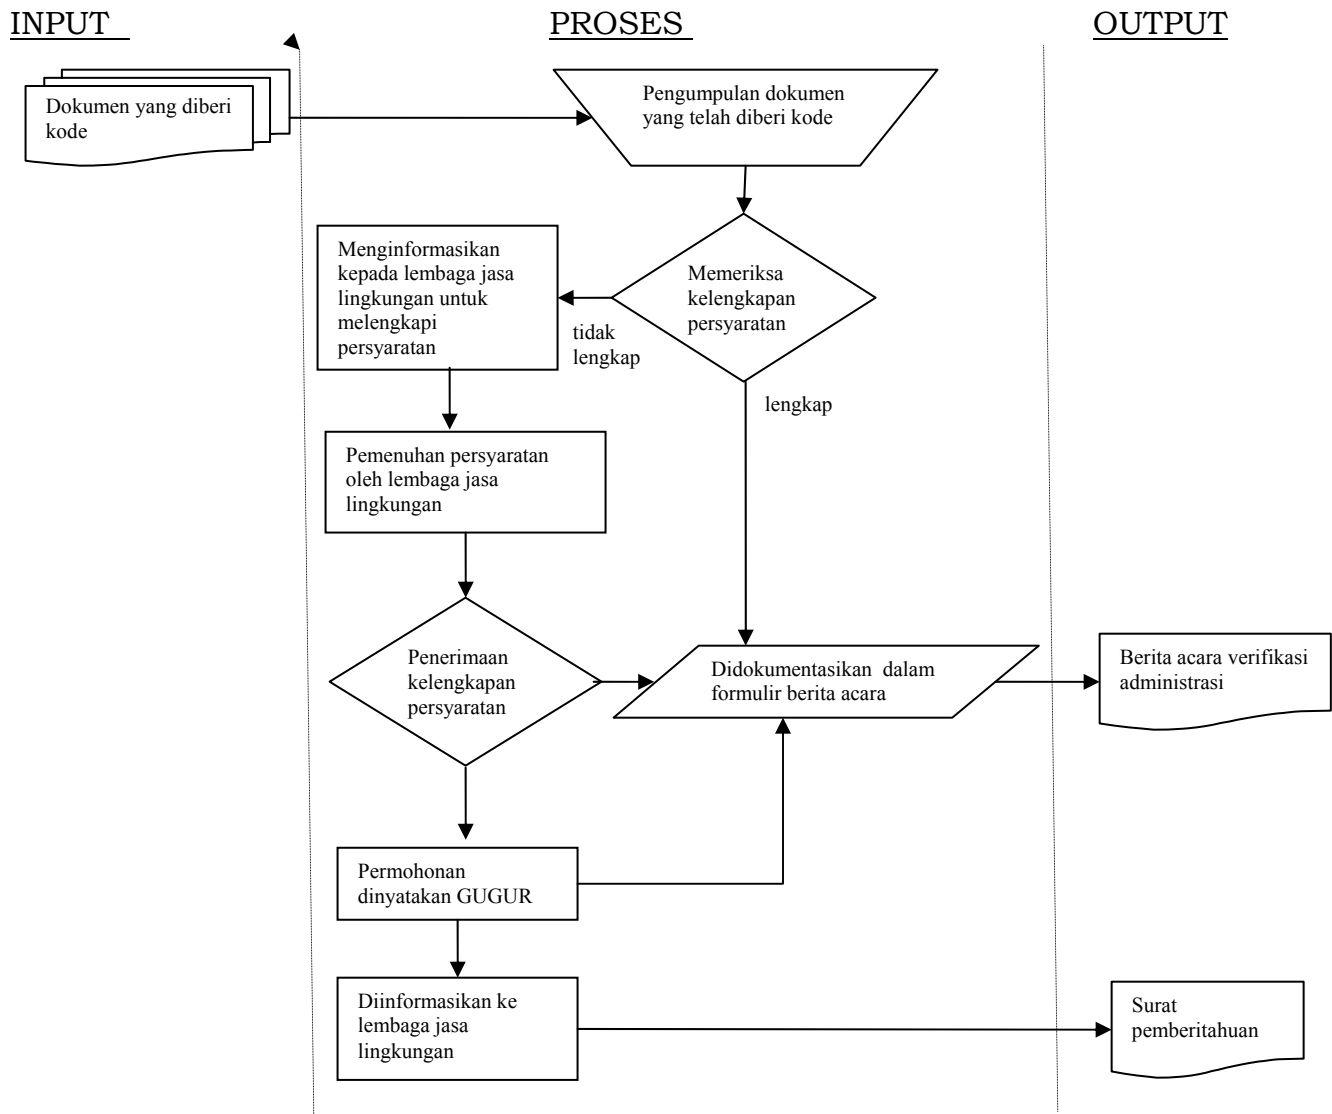 INPUT
PROSES
OUTPUT
Dokumen yang diberi
kode
Pengumpulan dokumen
yang telah diberi kode
Menginformasikan
kepada lembaga jasa
lingkungan untuk
melengkapi
persyaratan
Memeriksa
kelengkapan
persyaratan
tidak
lengkap
lengkap
Pemenuhan persyaratan
oleh lembaga jasa
lingkungan
Penerimaan
kelengkapan
persyaratan
Didokumentasikan dalam
formulir berita acara
Berita acara verifikasi
administrasi
Permohonan
dinyatakan GUGUR
Diinformasikan ke
lembaga jasa
lingkungan
Surat
pemberitahuan